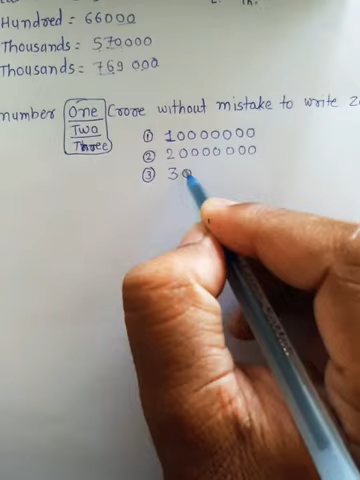 Hundred = 66000
Thousands = 570000
Thousands = 769 000
number One Crore without mistake to write
Two
Three
① 10000000
② 20000000
③ 30